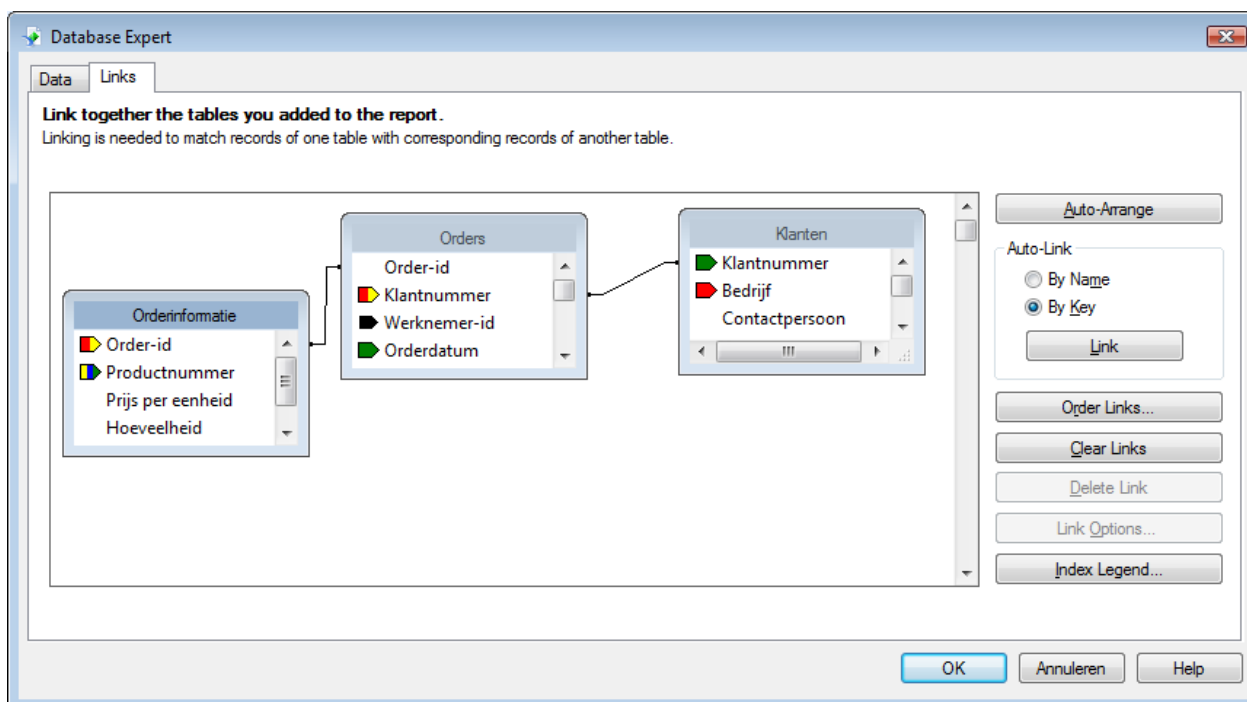 Database Expert
Data Links
Link together the tables you added to the report.
Linking is needed to match records of one table with corresponding records of another table.
Orderinformatie
Order-id
Productnummer
Prijs per eenheid
Hoeveelheid
Orders
Order-id
Klantnummer
Werknemer-id
Orderdatum
Klanten
Klantnummer
Bedrijf
Contactpersoon
Auto-Arrange
Auto-Link
By Name
By Key
Link
Order Links...
Clear Links
Delete Link
Link Options...
Index Legend...
OK Annuleren Help